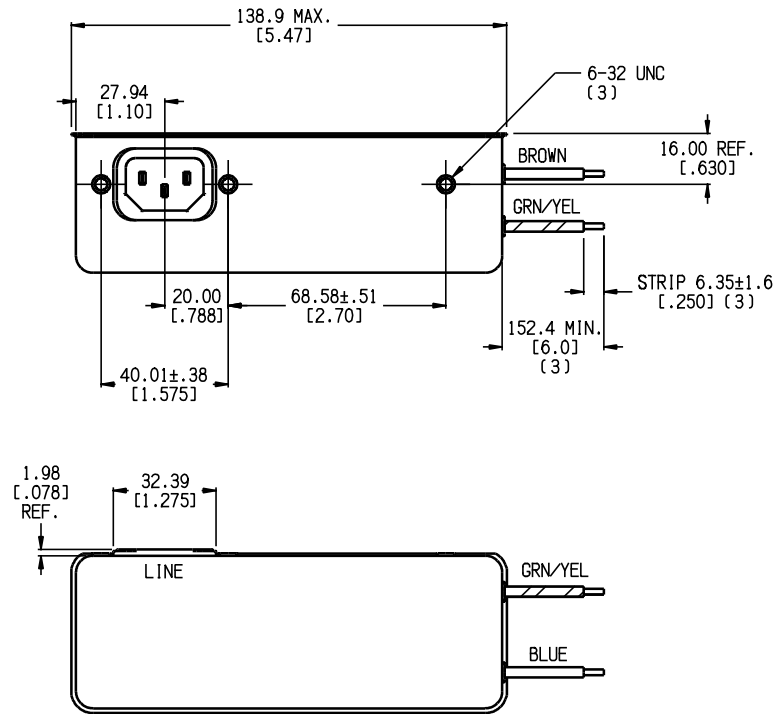 138.9 MAX.
[5.47]
27.94
[1.10]
6-32 UNC
(3)
16.00 REF.
[.630]
BROWN
GRN/YEL
STRIP 6.35±1.6
[.250] (3)
20.00
[.788]
68.58±.51
[2.70]
152.4 MIN.
[6.0]
(3)
40.01±.38
[1.575]
1.98
[.078]
REF.
32.39
[1.275]
LINE
GRN/YEL
BLUE